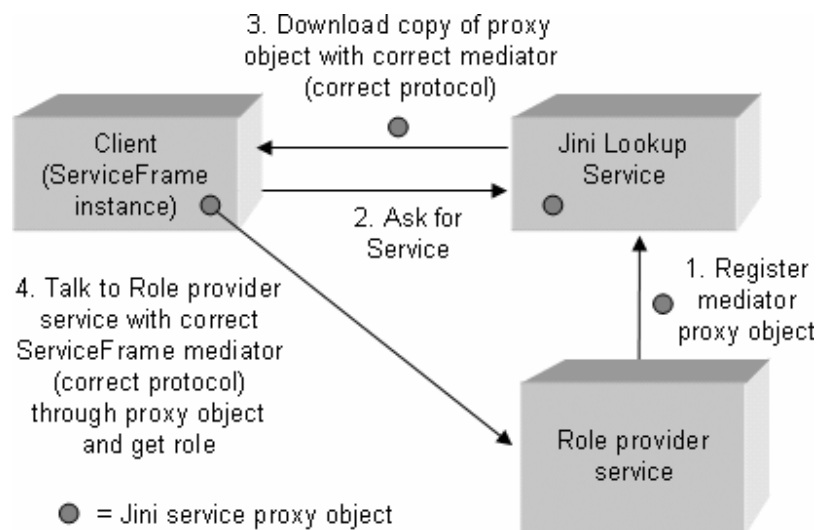 3. Download copy of proxy
object with correct mediator
(correct protocol)
Client
(ServiceFrame
instance)
Jini Lookup
Service
2. Ask for
Service
1. Register
mediator
proxy object
4. Talk to Role provider
service with correct
ServiceFrame mediator
(correct protocol)
through proxy object
and get role
Role provider
service
= Jini service proxy object